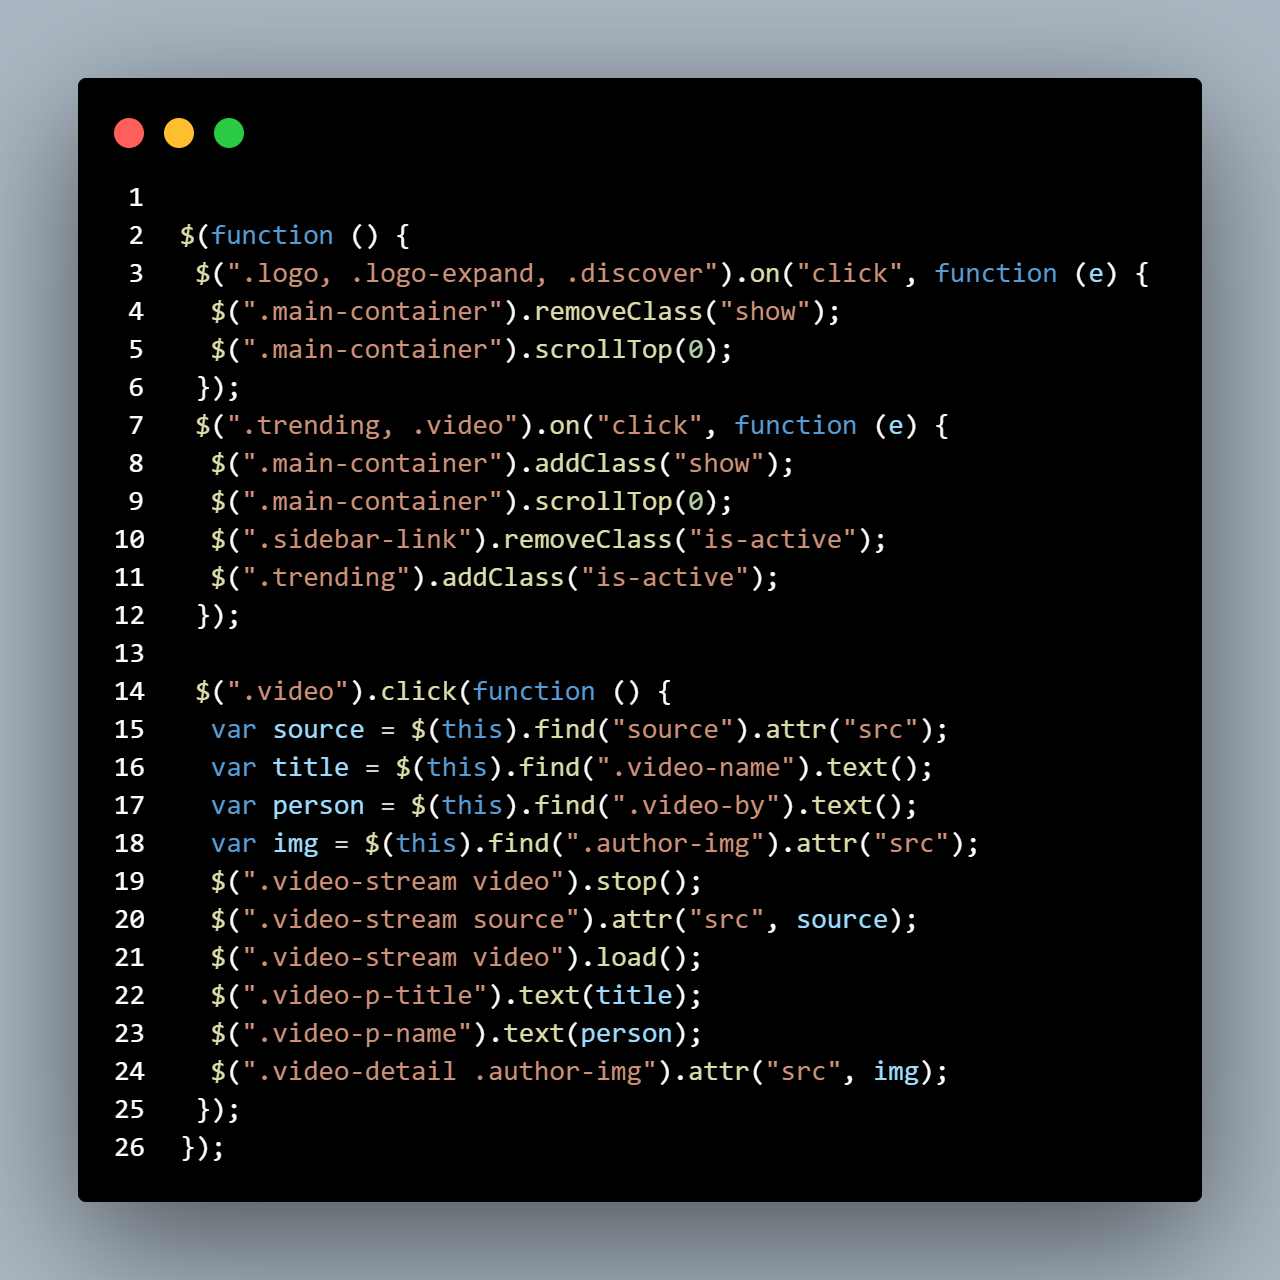 1
2 $(function () {
3  $(".logo, .logo-expand, .discover").on("click", function (e) {
4   $(".main-container").removeClass("show");
5   $(".main-container").scrollTop(0);
6  });
7  $(".trending, .video").on("click", function (e) {
8   $(".main-container").addClass("show");
9   $(".main-container").scrollTop(0);
10   $(".sidebar-link").removeClass("is-active");
11   $(".trending").addClass("is-active");
12  });
13
14  $(".video").click(function () {
15   var source = $(this).find("source").attr("src");
16   var title = $(this).find(".video-name").text();
17   var person = $(this).find(".video-by").text();
18   var img = $(this).find(".author-img").attr("src");
19   $(".video-stream video").stop();
20   $(".video-stream source").attr("src", source);
21   $(".video-stream video").load();
22   $(".video-p-title").text(title);
23   $(".video-p-name").text(person);
24   $(".video-detail .author-img").attr("src", img);
25  });
26 });